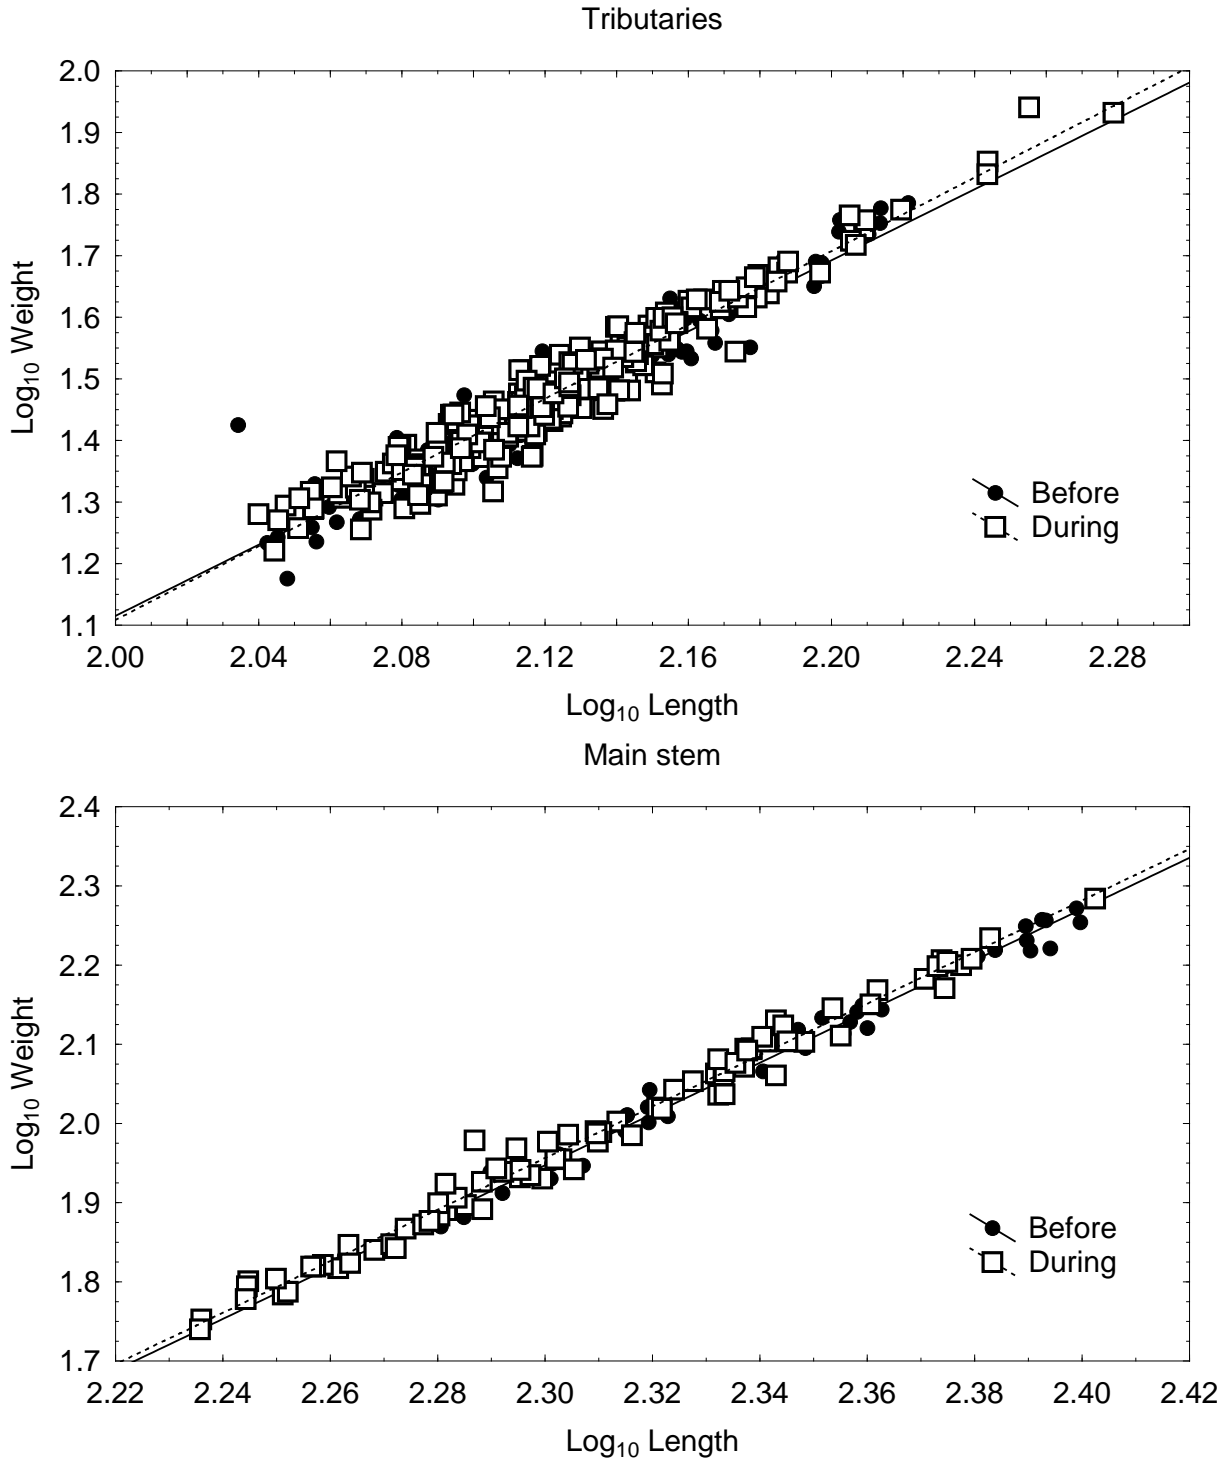 Tributaries
2.0
1.9
1.8
1.7
1.6
1.5
1.4
1.3
1.2
1.1
Log₁₀ Weight
Before
During
2.00 2.04 2.08 2.12 2.16 2.20 2.24 2.28
Log₁₀ Length
Main stem
2.4
2.3
2.2
2.1
2.0
1.9
1.8
1.7
Log₁₀ Weight
Before
During
2.22 2.24 2.26 2.28 2.30 2.32 2.34 2.36 2.38 2.40 2.42
Log₁₀ Length